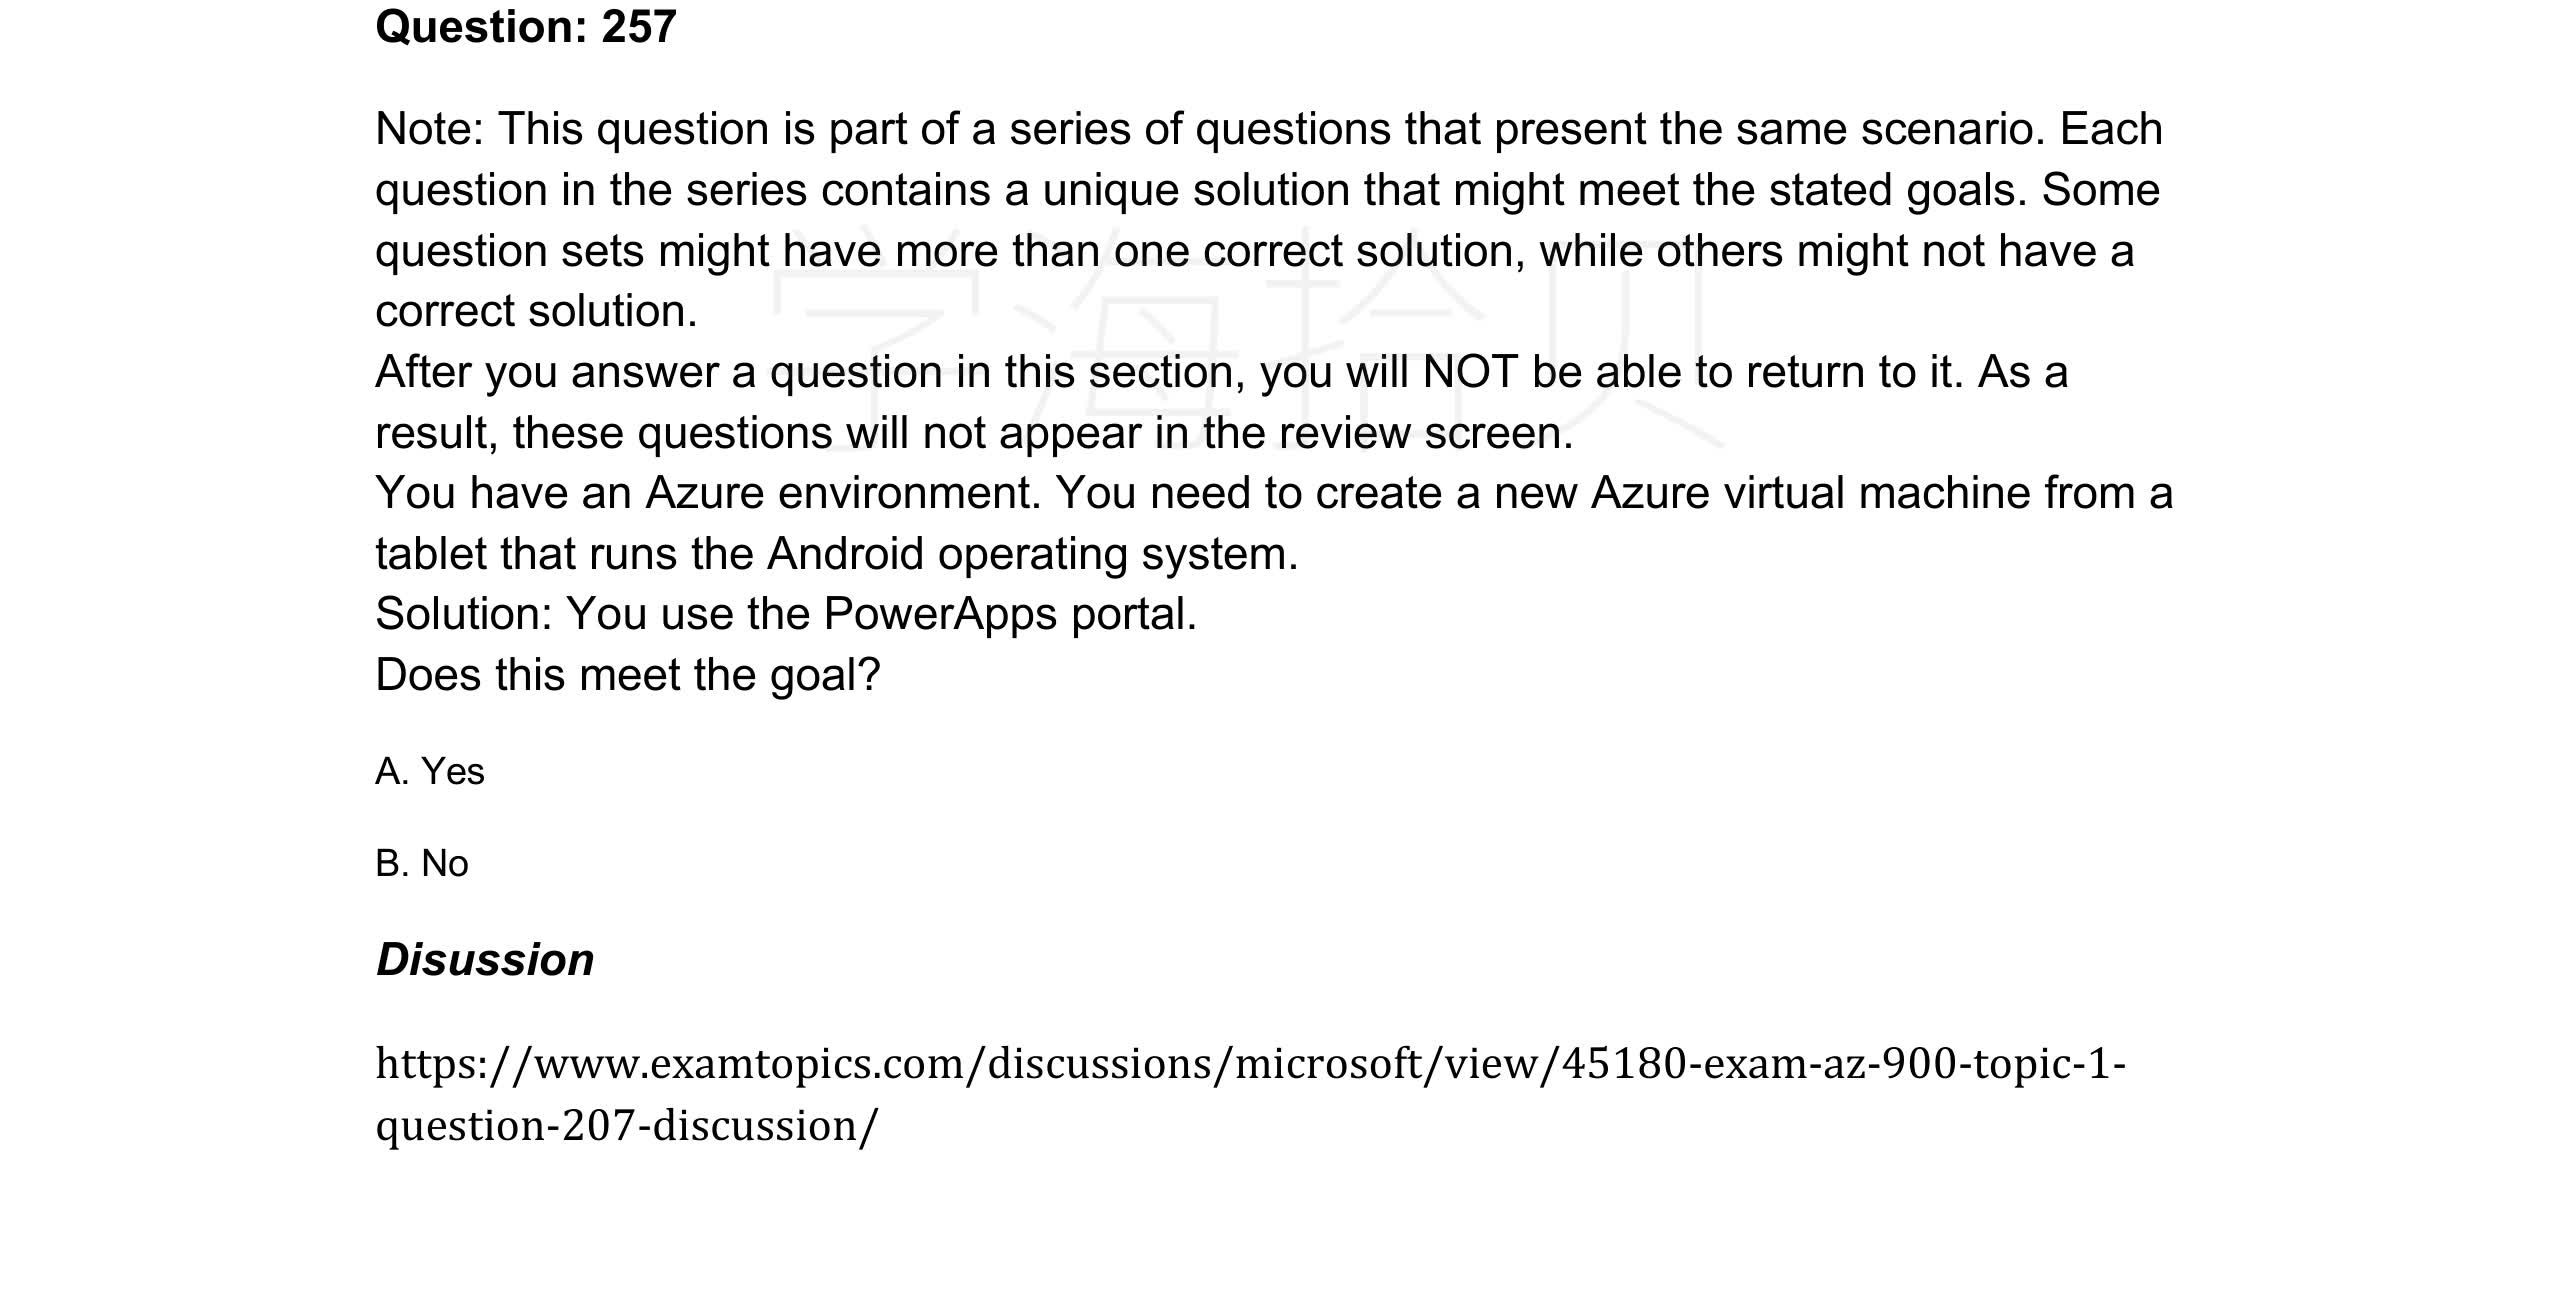 Question: 257
Note: This question is part of a series of questions that present the same scenario. Each
question in the series contains a unique solution that might meet the stated goals. Some
question sets might have more than one correct solution, while others might not have a
correct solution.
After you answer a question in this section, you will NOT be able to return to it. As a
result, these questions will not appear in the review screen.
You have an Azure environment. You need to create a new Azure virtual machine from a
tablet that runs the Android operating system.
Solution: You use the PowerApps portal.
Does this meet the goal?
A. Yes
B. No
Disussion
https://www.examtopics.com/discussions/microsoft/view/45180-exam-az-900-topic-1-
question-207-discussion/
学海拾贝